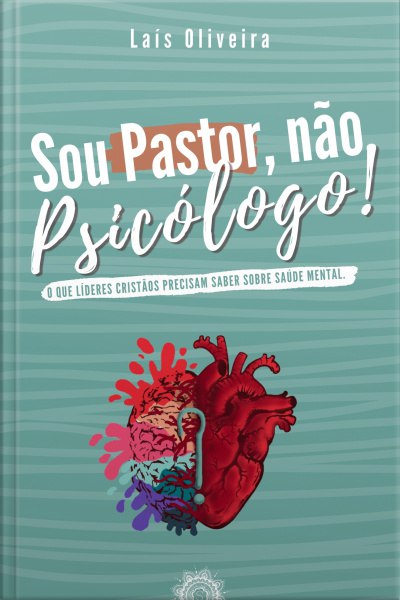 Laís Oliveira
Sou Pastor, não
Psicólogo!
O QUE LÍDERES CRISTÃOS PRECISAM SABER SOBRE SAÚDE MENTAL.